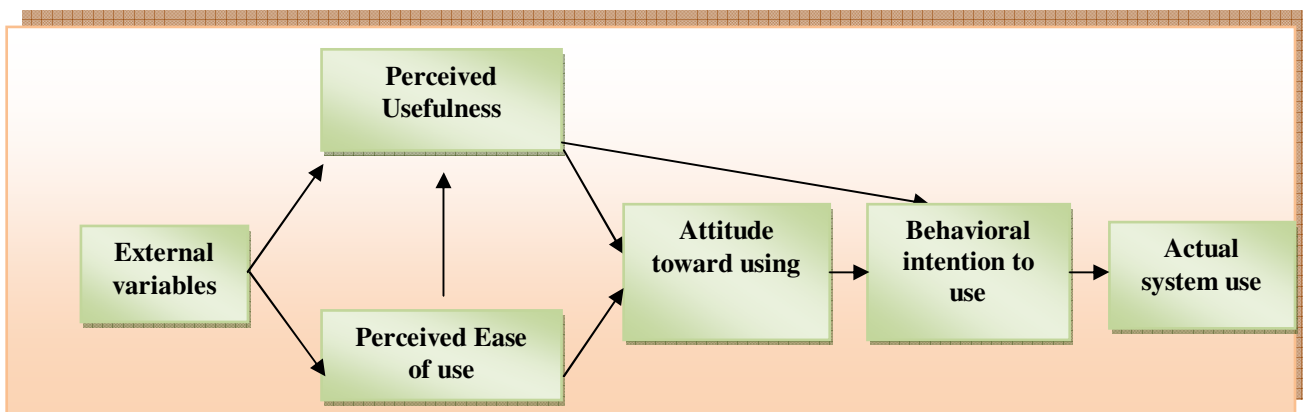 Perceived
Usefulness
External
variables
Perceived Ease
of use
Attitude
toward using
Behavioral
intention to
use
Actual
system use